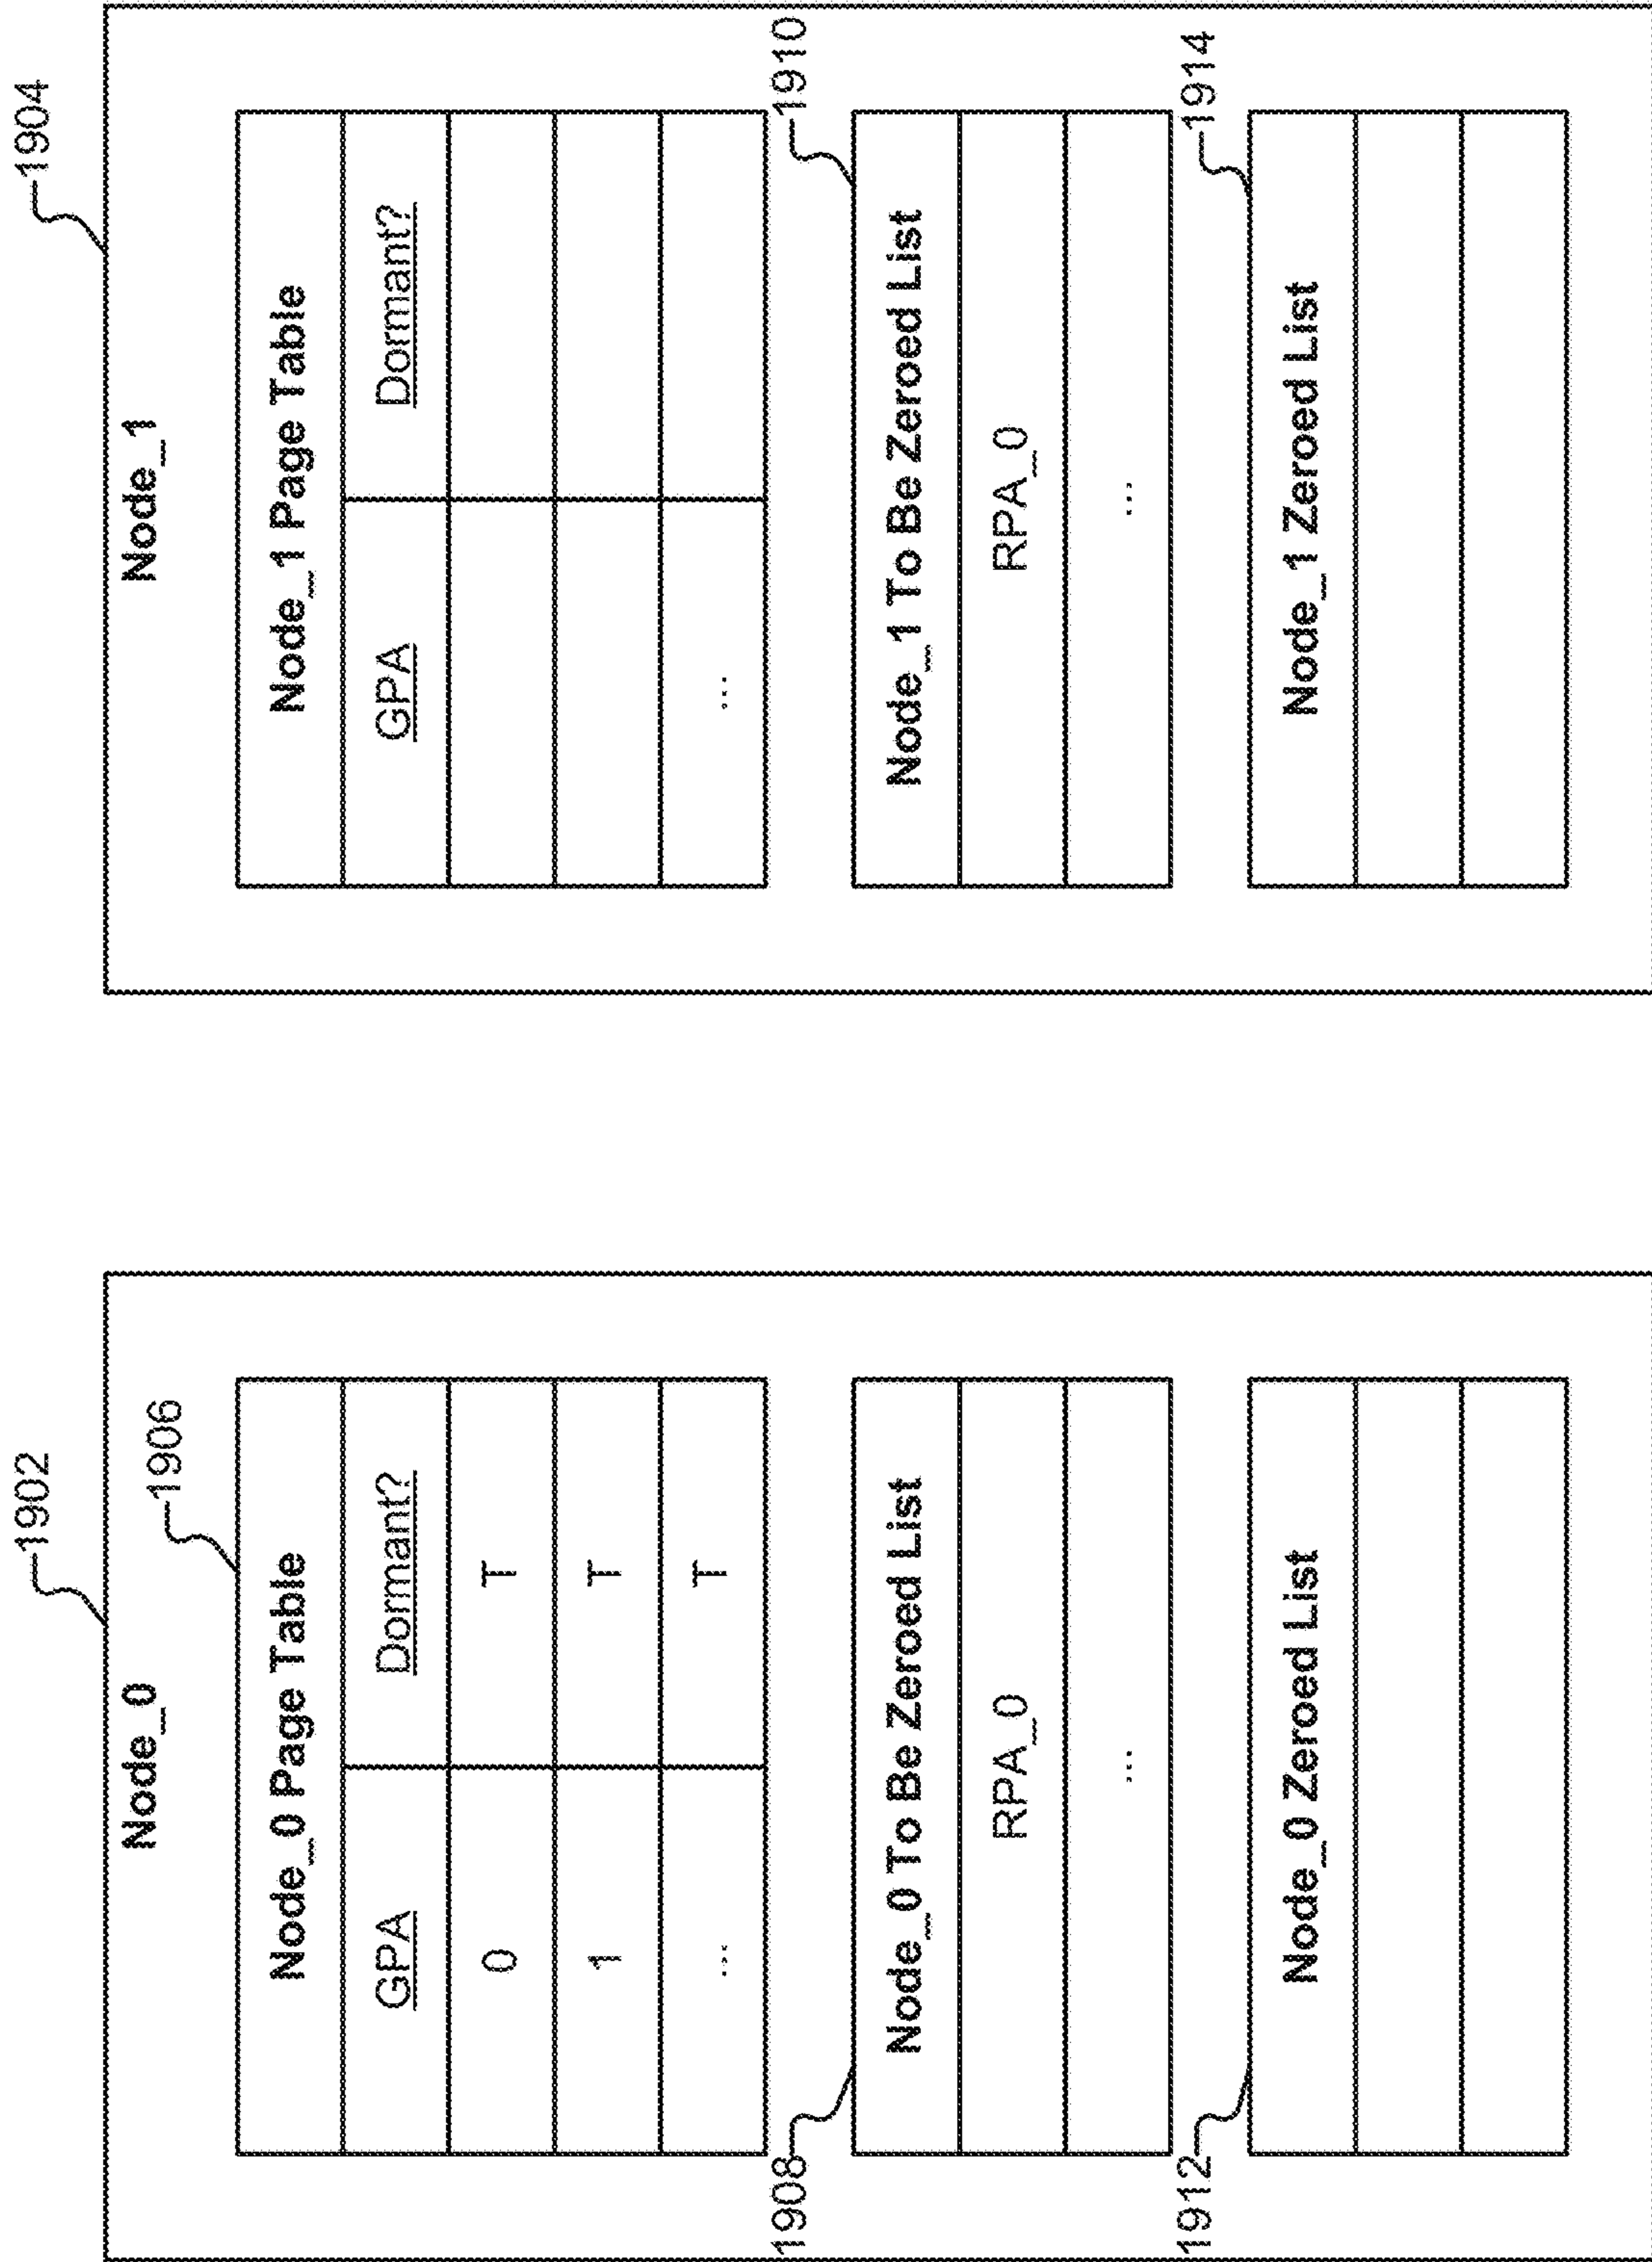 1902
Node_0
1906
Node_0 Page Table
GPA Dormant?
0 T
1 T
... T
1908
Node_0 To Be Zeroed List
RPA_0
...
1912
Node_0 Zeroed List
1904
Node_1
Node_1 Page Table
GPA Dormant?
...
1910
Node_1 To Be Zeroed List
RPA_0
...
1914
Node_1 Zeroed List